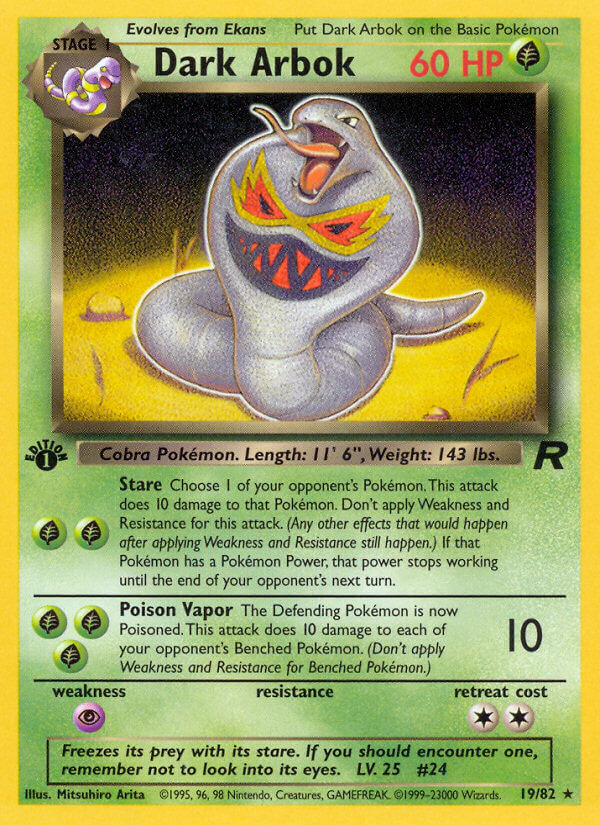 Evolves from Ekans Put Dark Arbok on the Basic Pokémon
STAGE 1
Dark Arbok 60 HP
EDITION
1
Cobra Pokémon. Length: 11' 6", Weight: 143 lbs.
R
Stare Choose 1 of your opponent's Pokémon. This attack
does 10 damage to that Pokémon. Don't apply Weakness and
Resistance for this attack. (Any other effects that would happen
after applying Weakness and Resistance still happen.) If that
Pokémon has a Pokémon Power, that power stops working
until the end of your opponent's next turn.
Poison Vapor The Defending Pokémon is now
Poisoned. This attack does 10 damage to each of
your opponent's Benched Pokémon. (Don't apply
Weakness and Resistance for Benched Pokémon.)
10
weakness resistance retreat cost
Freezes its prey with its stare. If you should encounter one,
remember not to look into its eyes. LV. 25 #24
Illus. Mitsuhiro Arita ©1995, 96, 98 Nintendo, Creatures, GAMEFREAK. ©1999-23000 Wizards. 19/82 ★